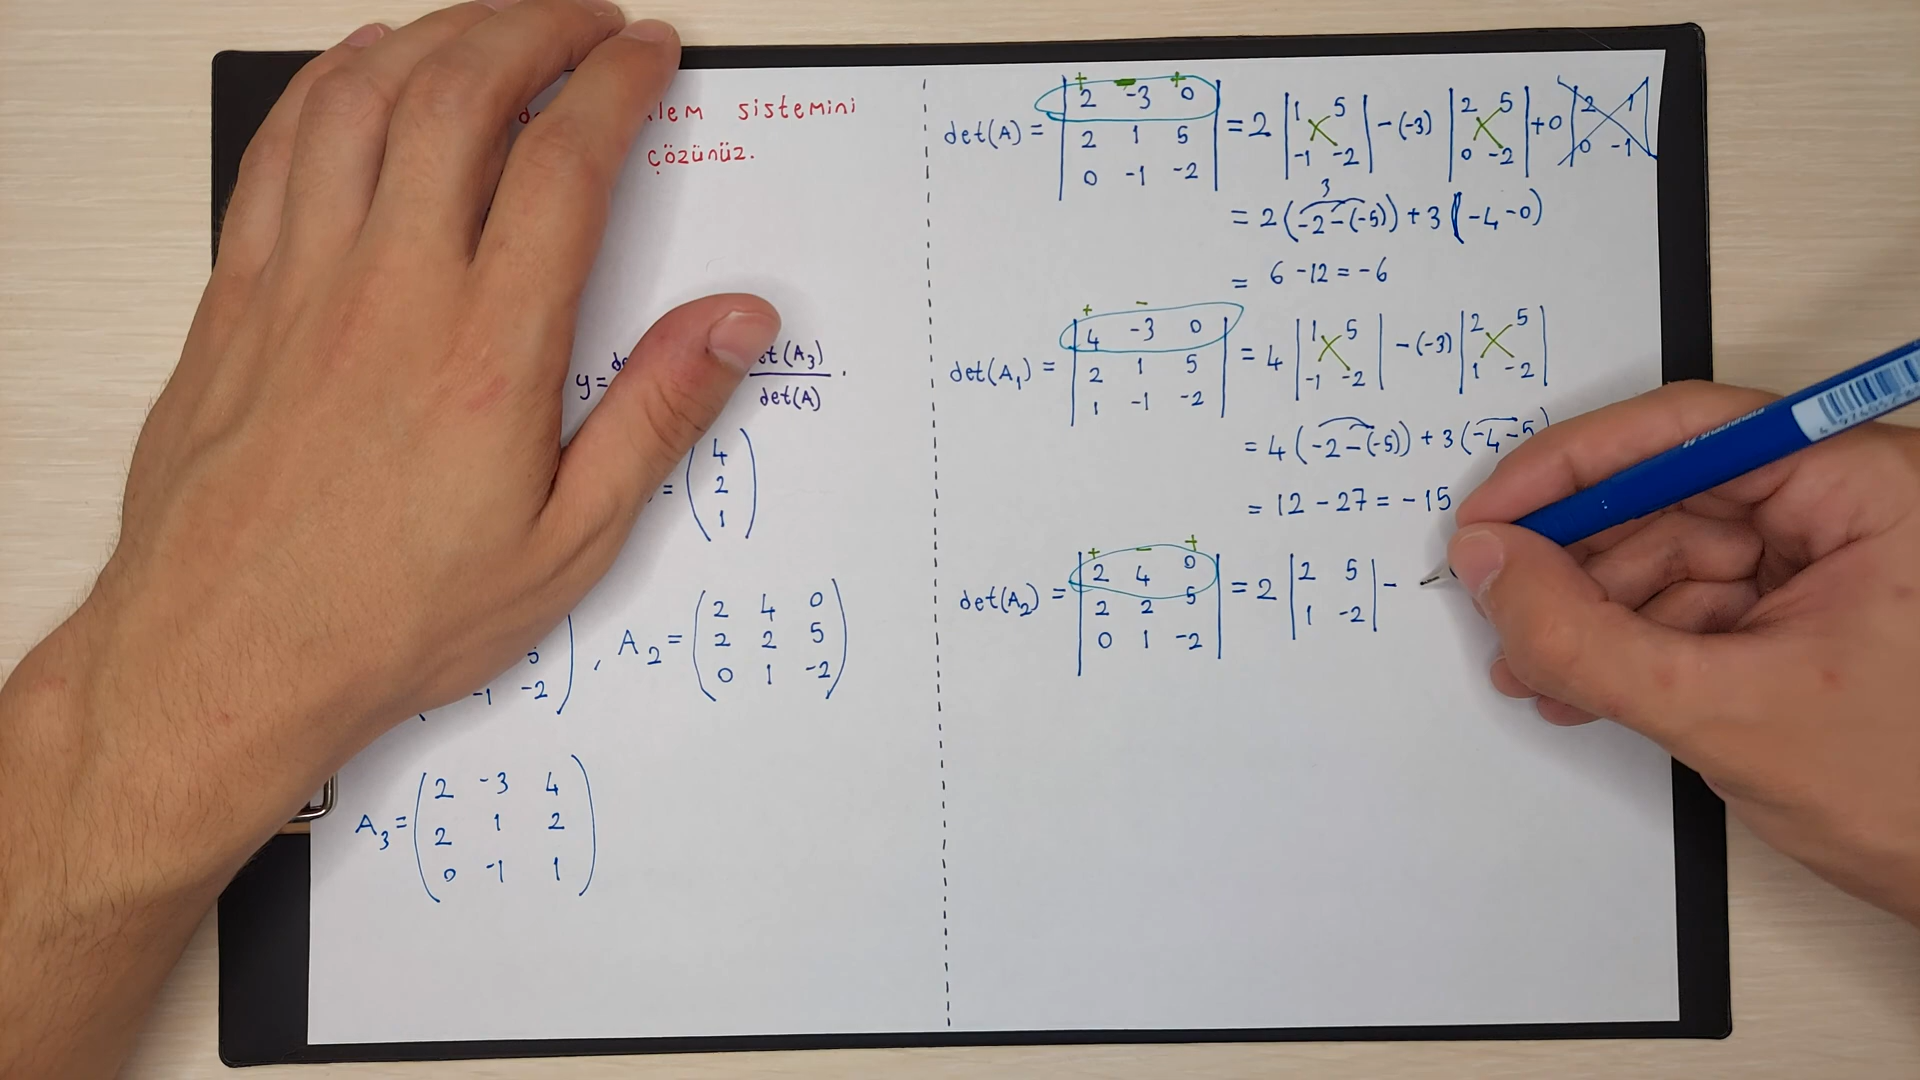 sistemini
çözünüz.
y=
det(A)
= ( 4
2
1 )
-1 -2 ) , A2 = ( 2 4 0
2 2 5
0 1 -2 )
A3 = ( 2 -3 4
2 1 2
0 -1 1 )
+ - +
det(A) = | 2 -3 0
2 1 5
0 -1 -2 | = 2 | 1 5
-1 -2 | -(-3) | 2 5
0 -2 | +0 | 2 1
0 -1 |
3
= 2(-2-(-5)) + 3(-4-0)
= 6 -12 = -6
+ -
det(A1) = | 4 -3 0
2 1 5
1 -1 -2 | = 4 | 1 5
-1 -2 | -(-3) | 2 5
1 -2 |
= 4(-2-(-5)) + 3(-4-5)
= 12 - 27 = -15
+ - +
det(A2) = | 2 4 0
2 2 5
0 1 -2 | = 2 | 2 5
1 -2 | -